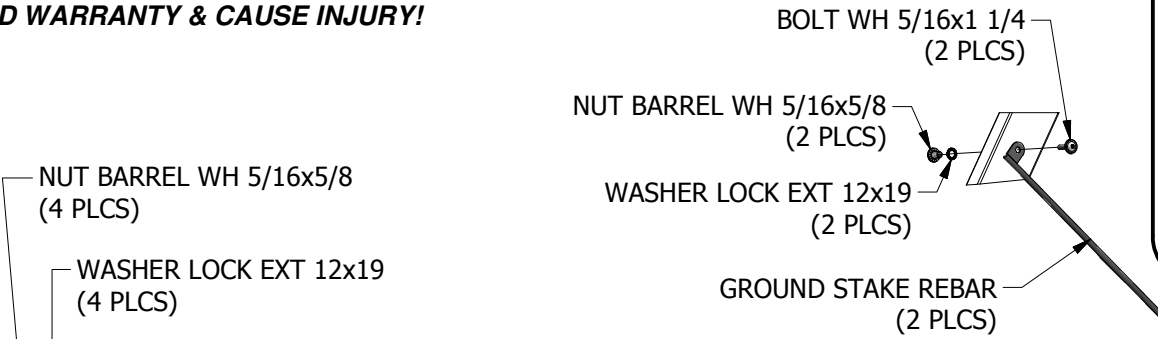 WARRANTY & CAUSE INJURY!
BOLT WH 5/16x1 1/4
(2 PLCS)
NUT BARREL WH 5/16x5/8
(2 PLCS)
WASHER LOCK EXT 12x19
(2 PLCS)
GROUND STAKE REBAR
(2 PLCS)
NUT BARREL WH 5/16x5/8
(4 PLCS)
WASHER LOCK EXT 12x19
(4 PLCS)